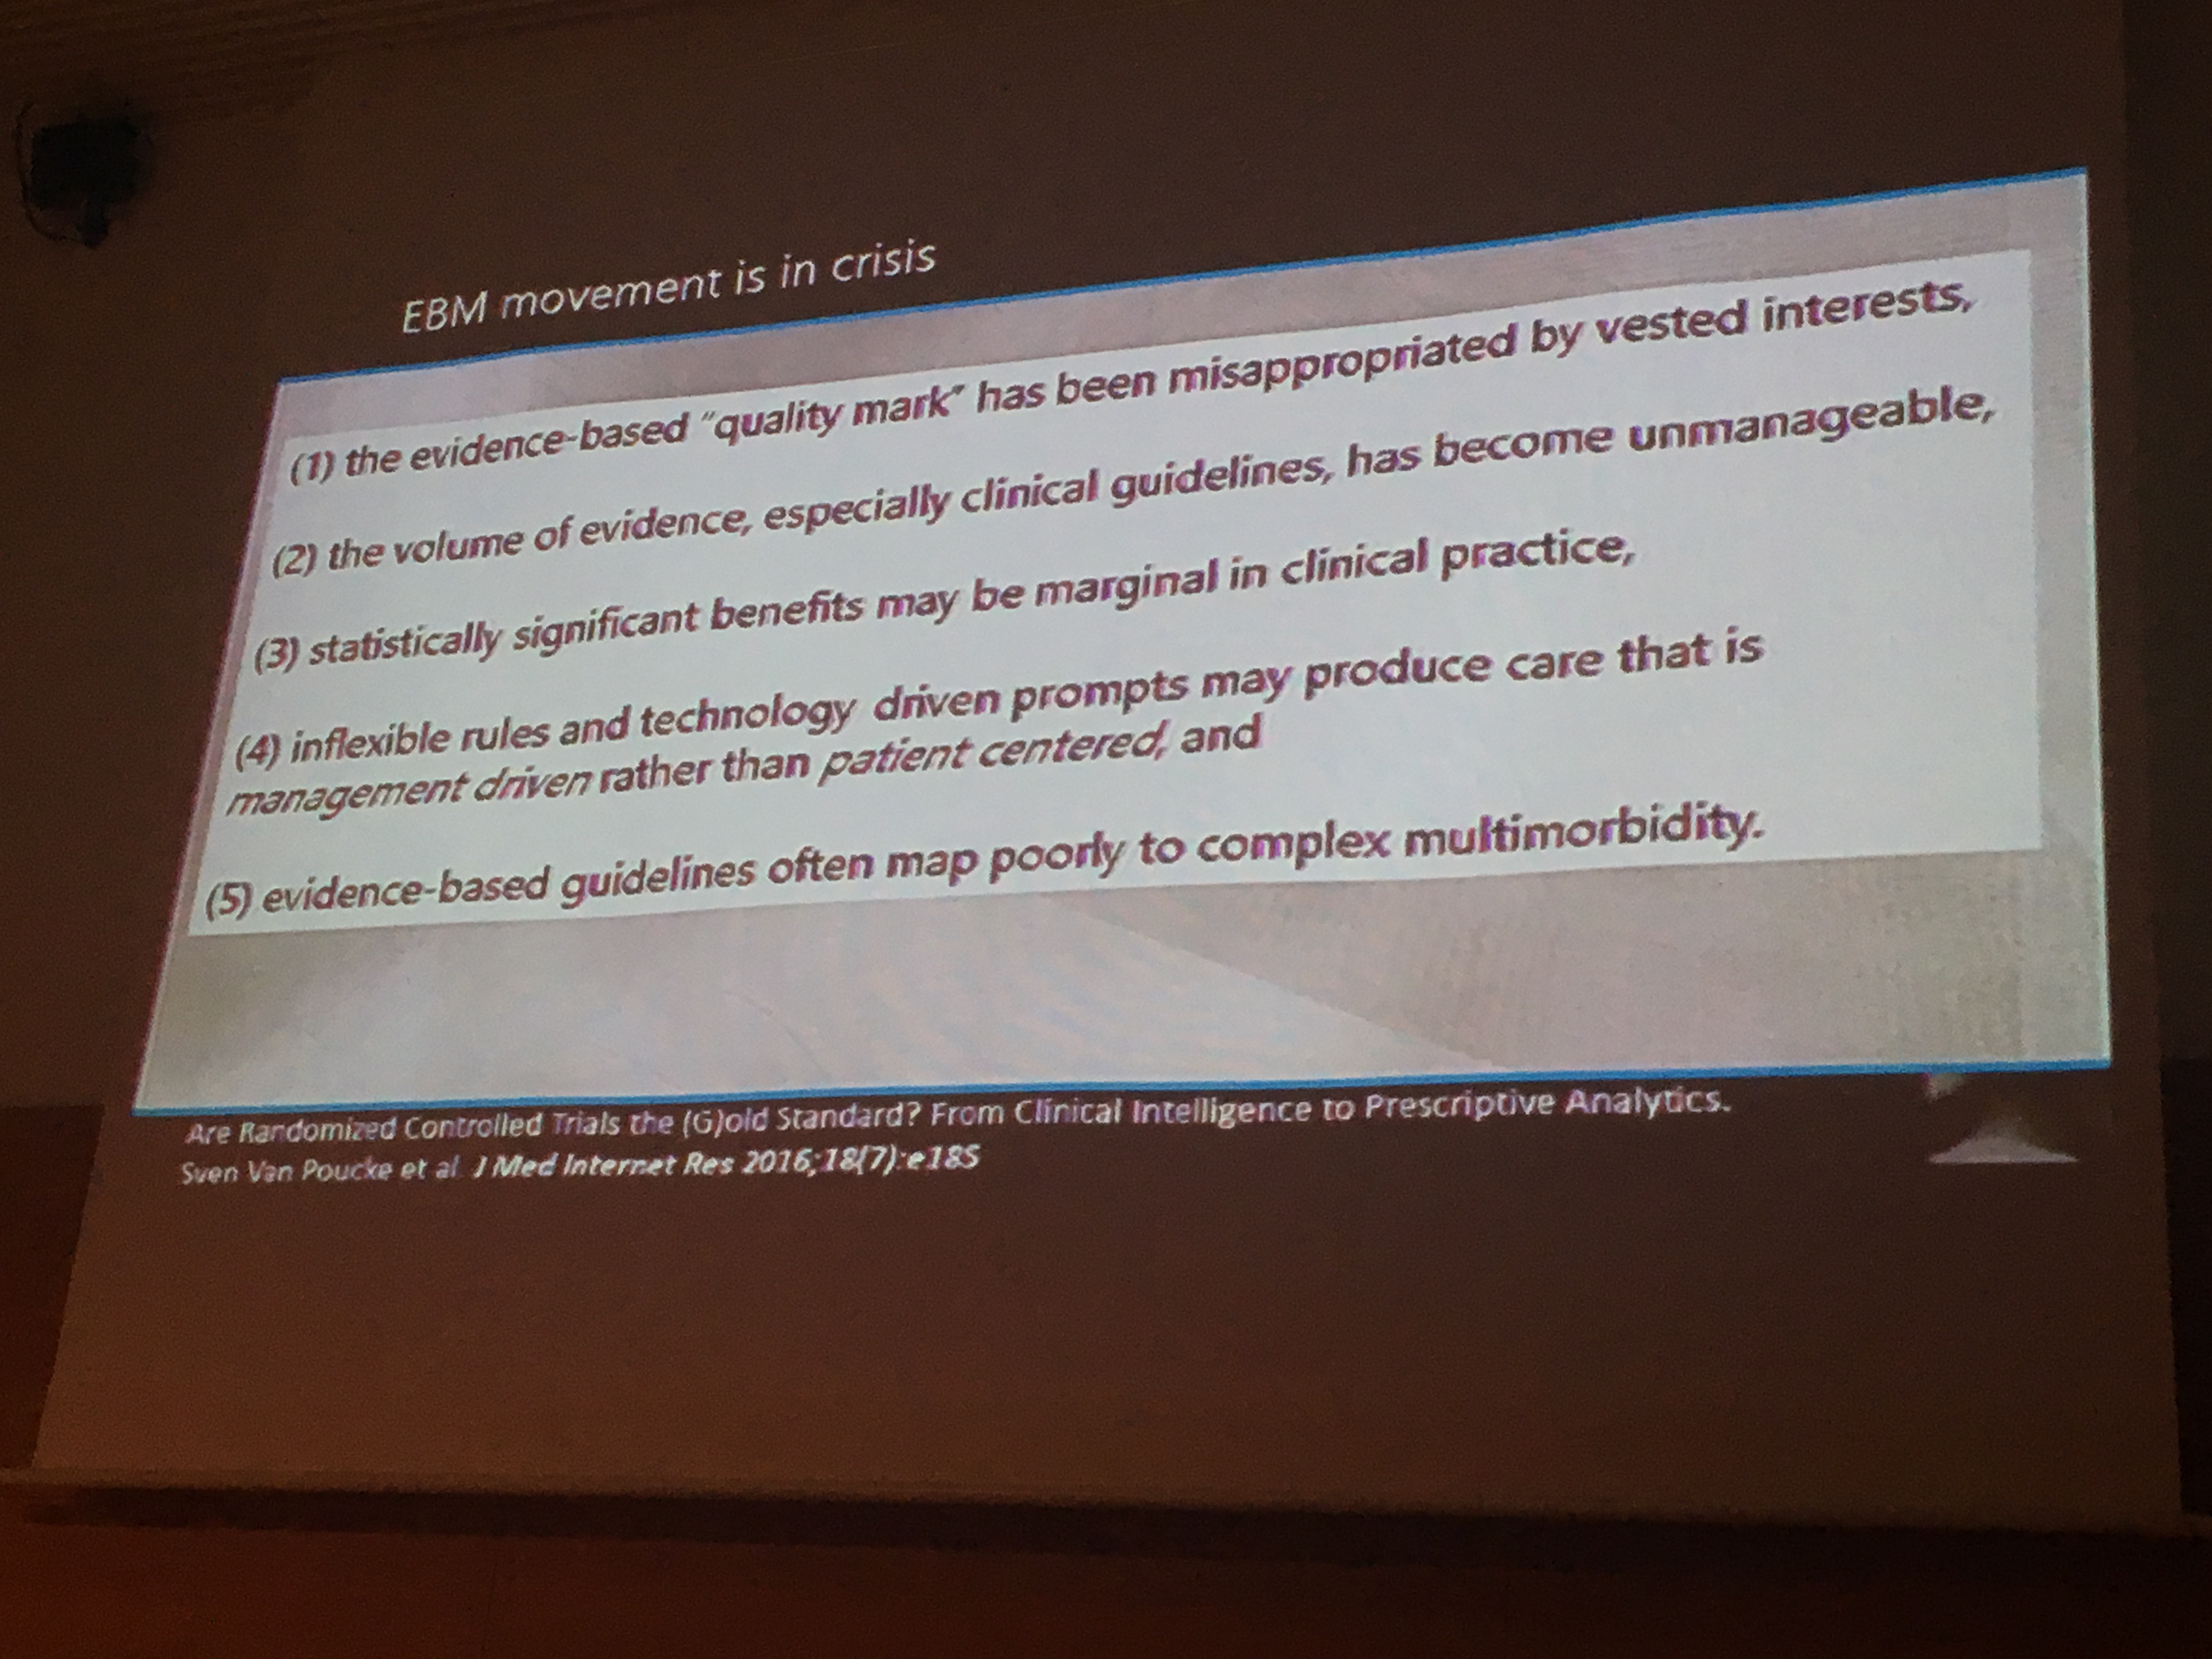 EBM movement is in crisis
(1) the evidence-based “quality mark” has been misappropriated by vested interests,
(2) the volume of evidence, especially clinical guidelines, has become unmanageable,
(3) statistically significant benefits may be marginal in clinical practice,
(4) inflexible rules and technology driven prompts may produce care that is
management driven rather than patient centered, and
(5) evidence-based guidelines often map poorly to complex multimorbidity.
Are Randomized Controlled Trials the (G)old Standard? From Clinical Intelligence to Prescriptive Analytics.
Sven Van Poucke et al J Med Internet Res 2016;18(7):e185